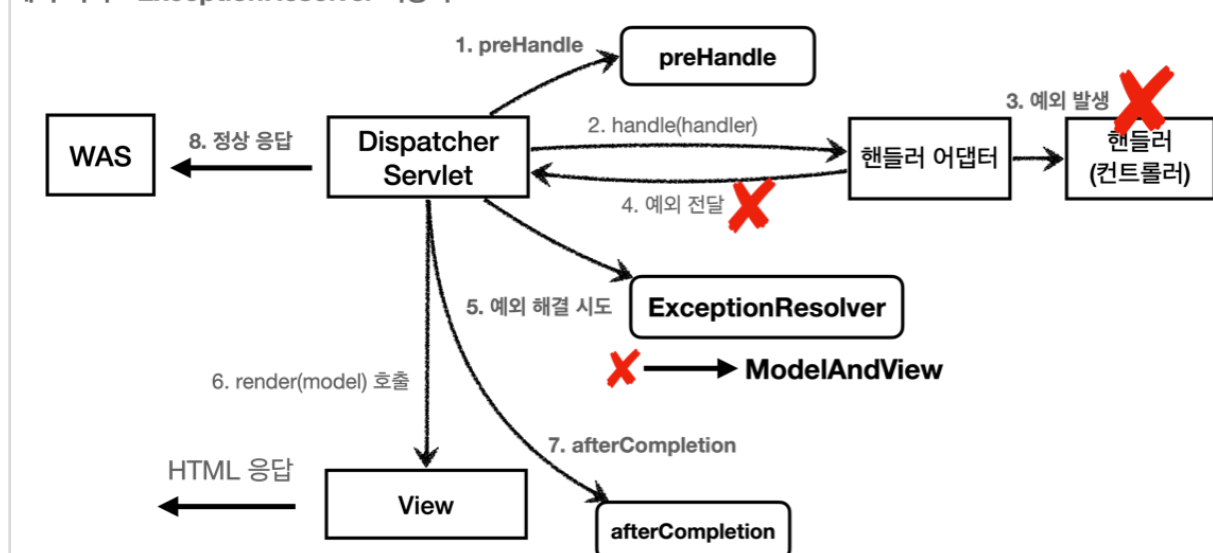 ExceptionResolver
1. preHandle
preHandle
3. 예외 발생
WAS
8. 정상 응답
Dispatcher
Servlet
2. handle(handler)
핸들러 어댑터
핸들러
(컨트롤러)
4. 예외 전달
5. 예외 해결 시도
ExceptionResolver
ModelAndView
6. render(model) 호출
7. afterCompletion
HTML 응답
View
afterCompletion